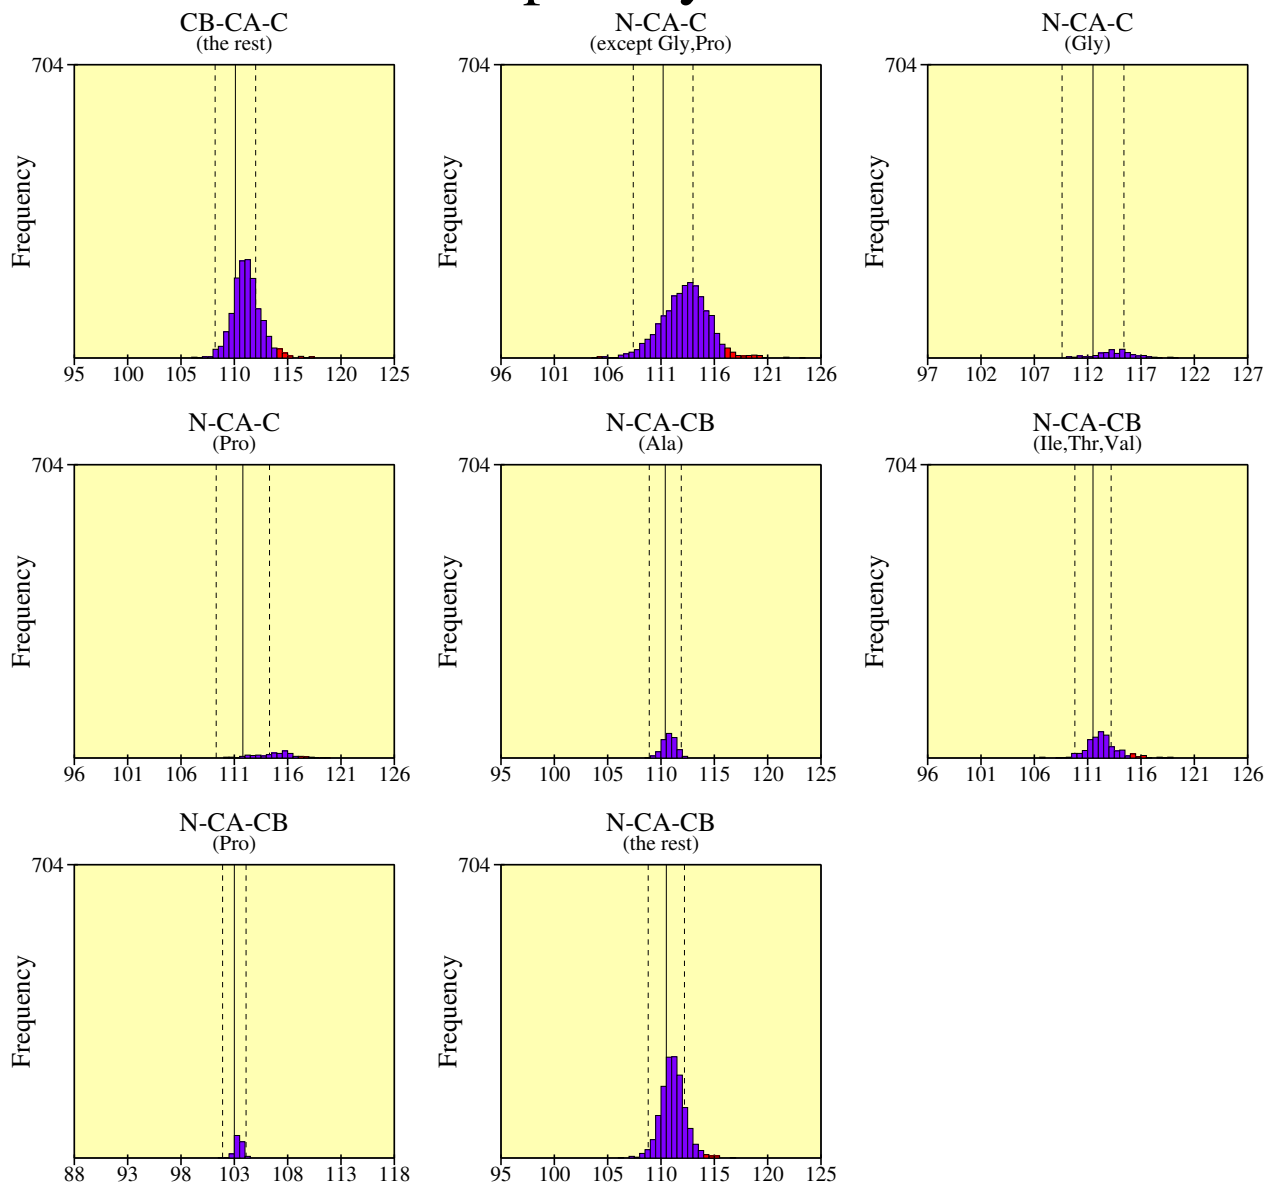 CB-CA-C
(the rest)
704
Frequency
95 100 105 110 115 120 125
N-CA-C
(except Gly,Pro)
704
Frequency
96 101 106 111 116 121 126
N-CA-C
(Gly)
704
Frequency
97 102 107 112 117 122 127
N-CA-C
(Pro)
704
Frequency
96 101 106 111 116 121 126
N-CA-CB
(Ala)
704
Frequency
95 100 105 110 115 120 125
N-CA-CB
(Ile,Thr,Val)
704
Frequency
96 101 106 111 116 121 126
N-CA-CB
(Pro)
704
Frequency
88 93 98 103 108 113 118
N-CA-CB
(the rest)
704
Frequency
95 100 105 110 115 120 125